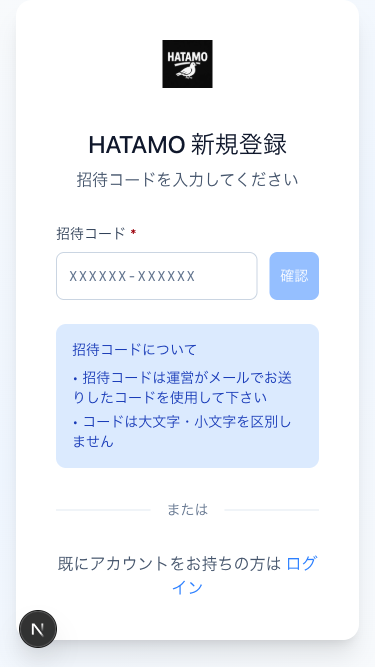 HATAMO
HATAMO 新規登録
招待コードを入力してください
招待コード *
XXXXXX-XXXXXX
確認
招待コードについて
• 招待コードは運営がメールでお送
りしたコードを使用して下さい
• コードは大文字・小文字を区別し
ません
または
既にアカウントをお持ちの方は ログ
イン
N